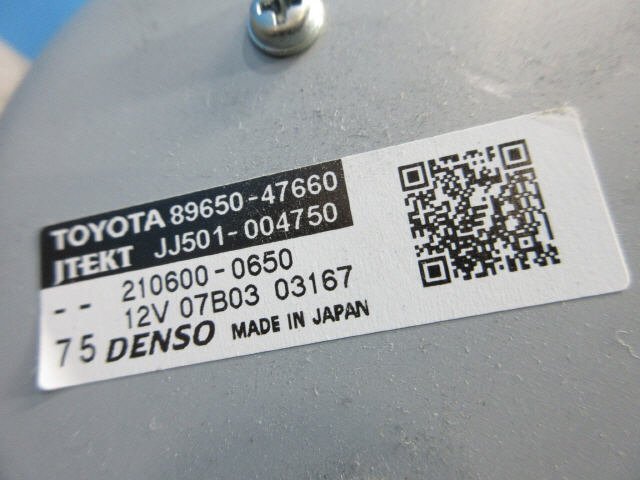 TOYOTA 89650-47660
JTEKT JJ501-004750
-- 210600-0650
12V 07B03 03167
75 DENSO MADE IN JAPAN